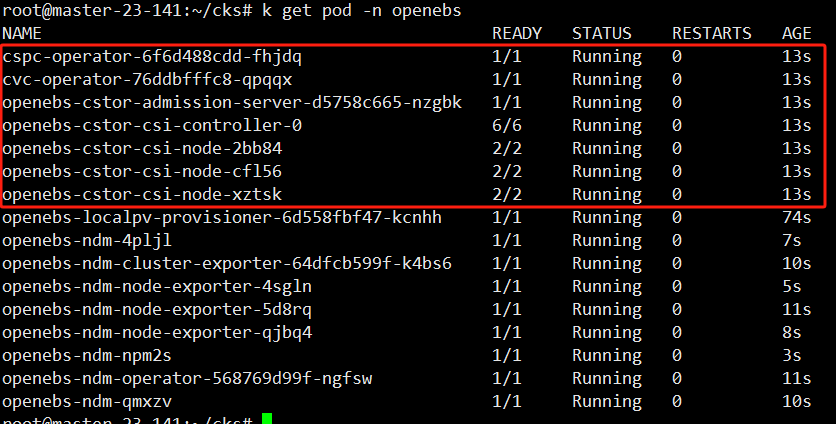 root@master-23-141:~/cks# k get pod -n openebs
NAME READY STATUS RESTARTS AGE
cspc-operator-6f6d488cdd-fhjdq 1/1 Running 0 13s
cvc-operator-76ddbfffc8-qpqqx 1/1 Running 0 13s
openebs-cstor-admission-server-d5758c665-nzgbk 1/1 Running 0 13s
openebs-cstor-csi-controller-0 6/6 Running 0 13s
openebs-cstor-csi-node-2bb84 2/2 Running 0 13s
openebs-cstor-csi-node-cfl56 2/2 Running 0 13s
openebs-cstor-csi-node-xztsk 2/2 Running 0 13s
openebs-localpv-provisioner-6d558fbf47-kcnhh 1/1 Running 0 74s
openebs-ndm-4pljl 1/1 Running 0 7s
openebs-ndm-cluster-exporter-64dfcb599f-k4bs6 1/1 Running 0 10s
openebs-ndm-node-exporter-4sgln 1/1 Running 0 5s
openebs-ndm-node-exporter-5d8rq 1/1 Running 0 11s
openebs-ndm-node-exporter-qjbq4 1/1 Running 0 8s
openebs-ndm-npm2s 1/1 Running 0 3s
openebs-ndm-operator-568769d99f-ngfsw 1/1 Running 0 11s
openebs-ndm-qmxzv 1/1 Running 0 10s
root@master-23-141:~/cks#